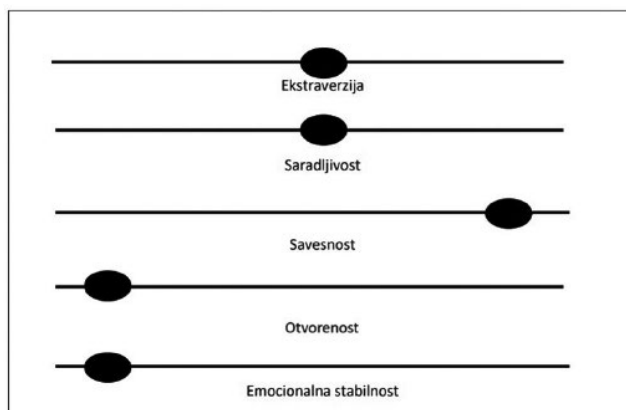 Ekstraverzija
Saradljivost
Savesnost
Otvorenost
Emocionalna stabilnost